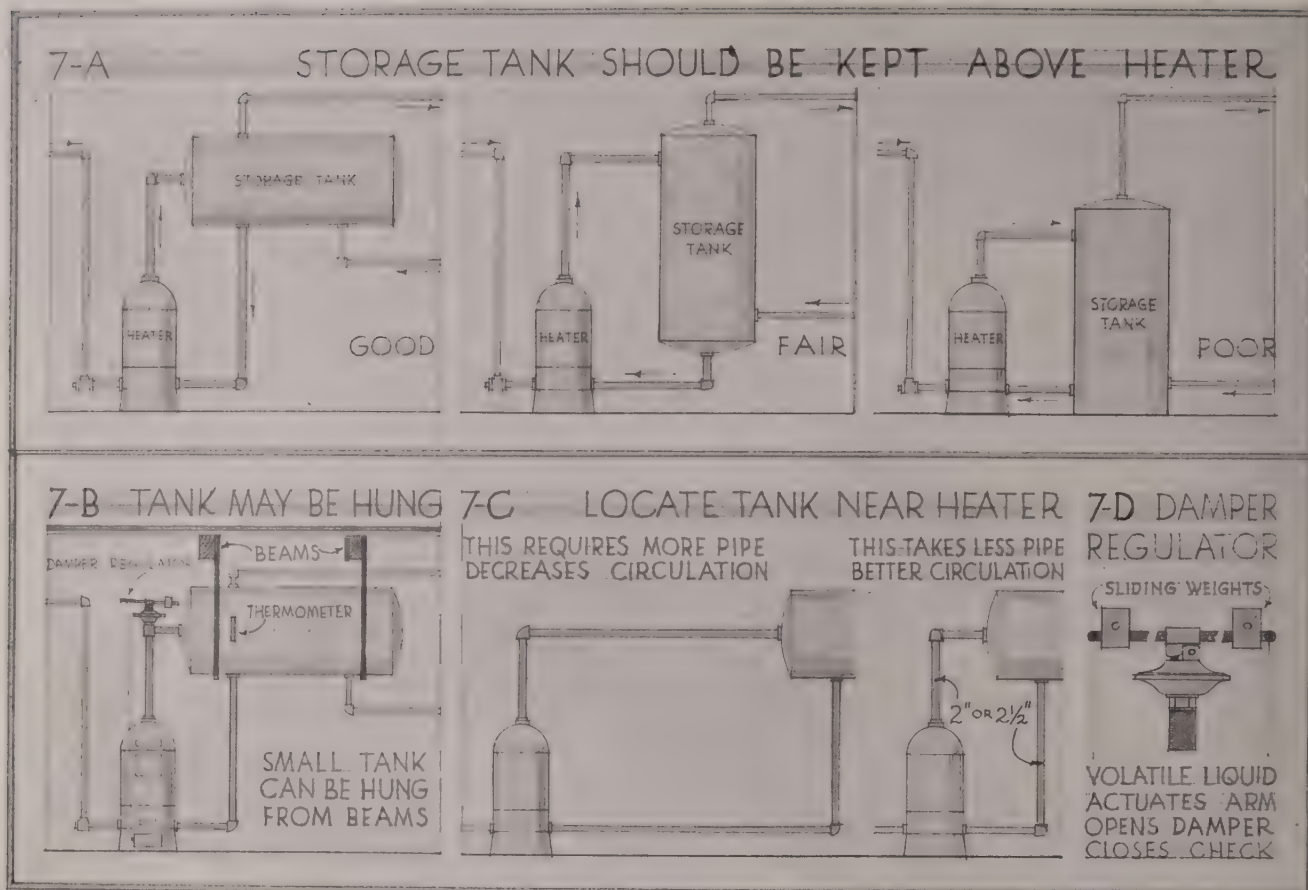 7-A STORAGE TANK SHOULD BE KEPT ABOVE HEATER
STORAGE TANK
HEATER
GOOD
STORAGE
TANK
HEATER
FAIR
STORAGE
TANK
HEATER
POOR
7-B TANK MAY BE HUNG
BEAMS
DAMPER REGULATOR
THERMOMETER
SMALL TANK
CAN BE HUNG
FROM BEAMS
7-C LOCATE TANK NEAR HEATER
THIS REQUIRES MORE PIPE
DECREASES CIRCULATION
THIS TAKES LESS PIPE
BETTER CIRCULATION
2" OR 2½"
7-D DAMPER
REGULATOR
SLIDING WEIGHTS
VOLATILE LIQUID
ACTUATES ARM
OPENS DAMPER
CLOSES CHECK